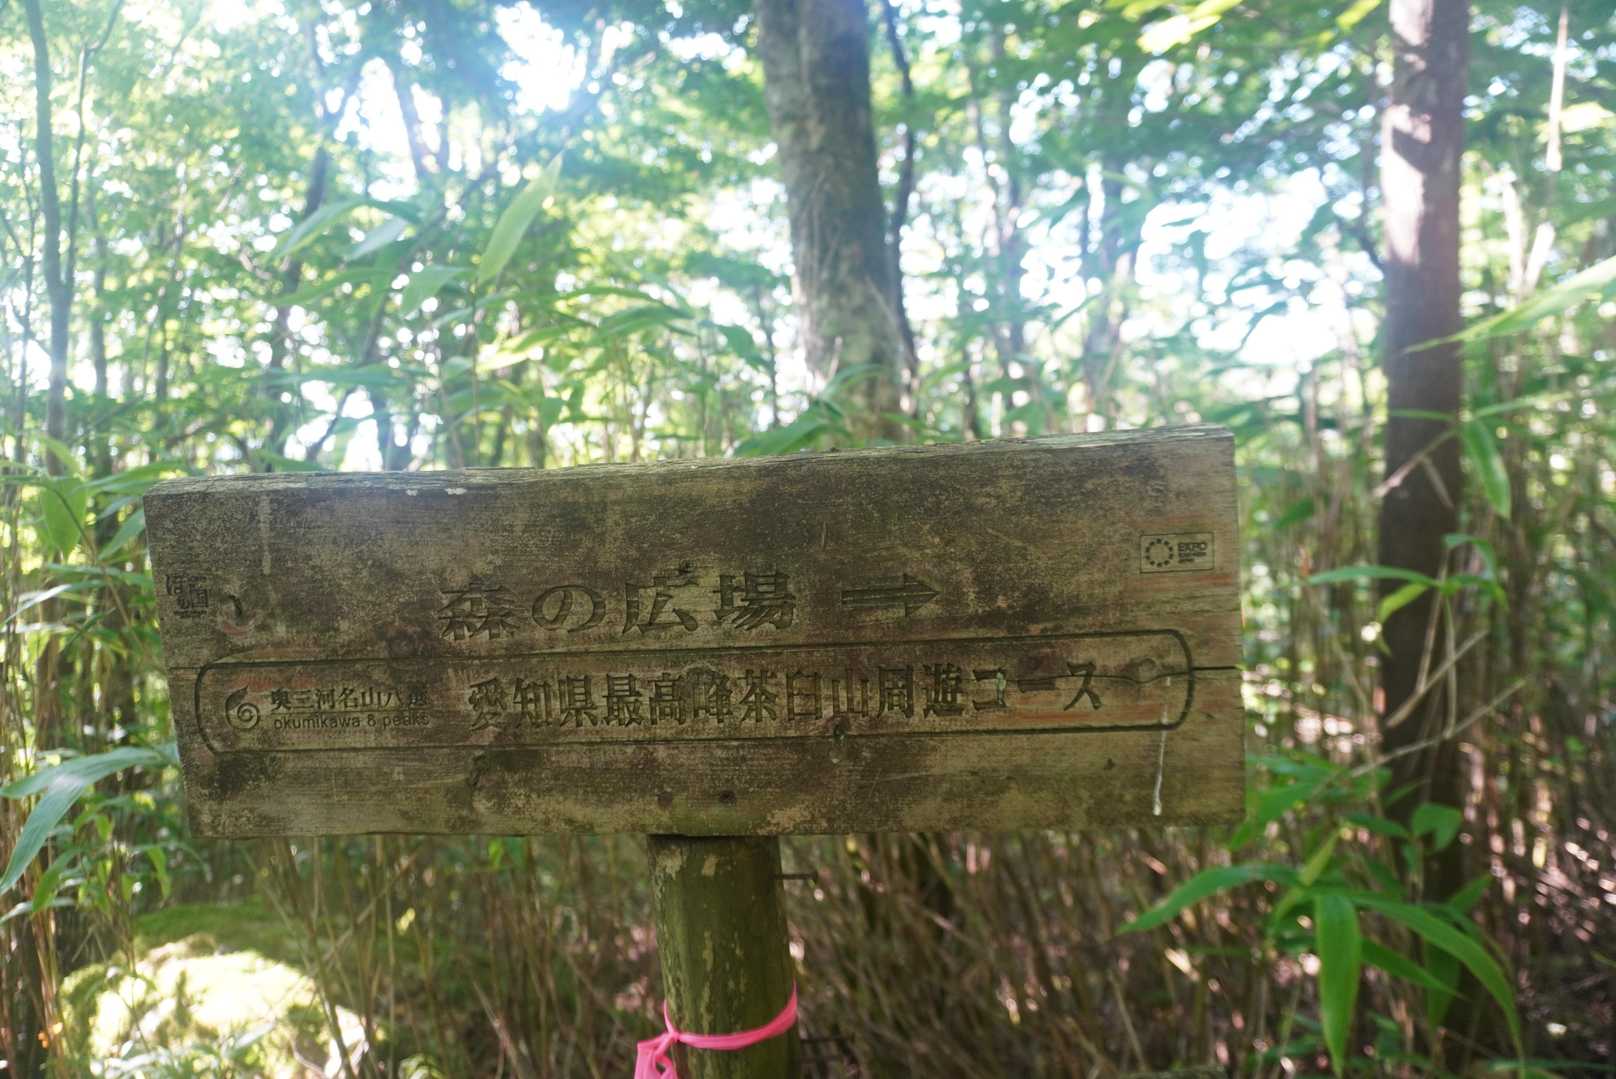 森の広場 →
奥三河名山八選
okumikawa 8 peaks
愛知県最高峰茶臼山周遊コース